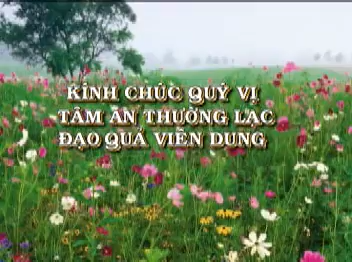 KÍNH CHÚC QUÝ VỊ
TÂM AN THƯỜNG LẠC
ĐẠO QUẢ VIÊN DUNG